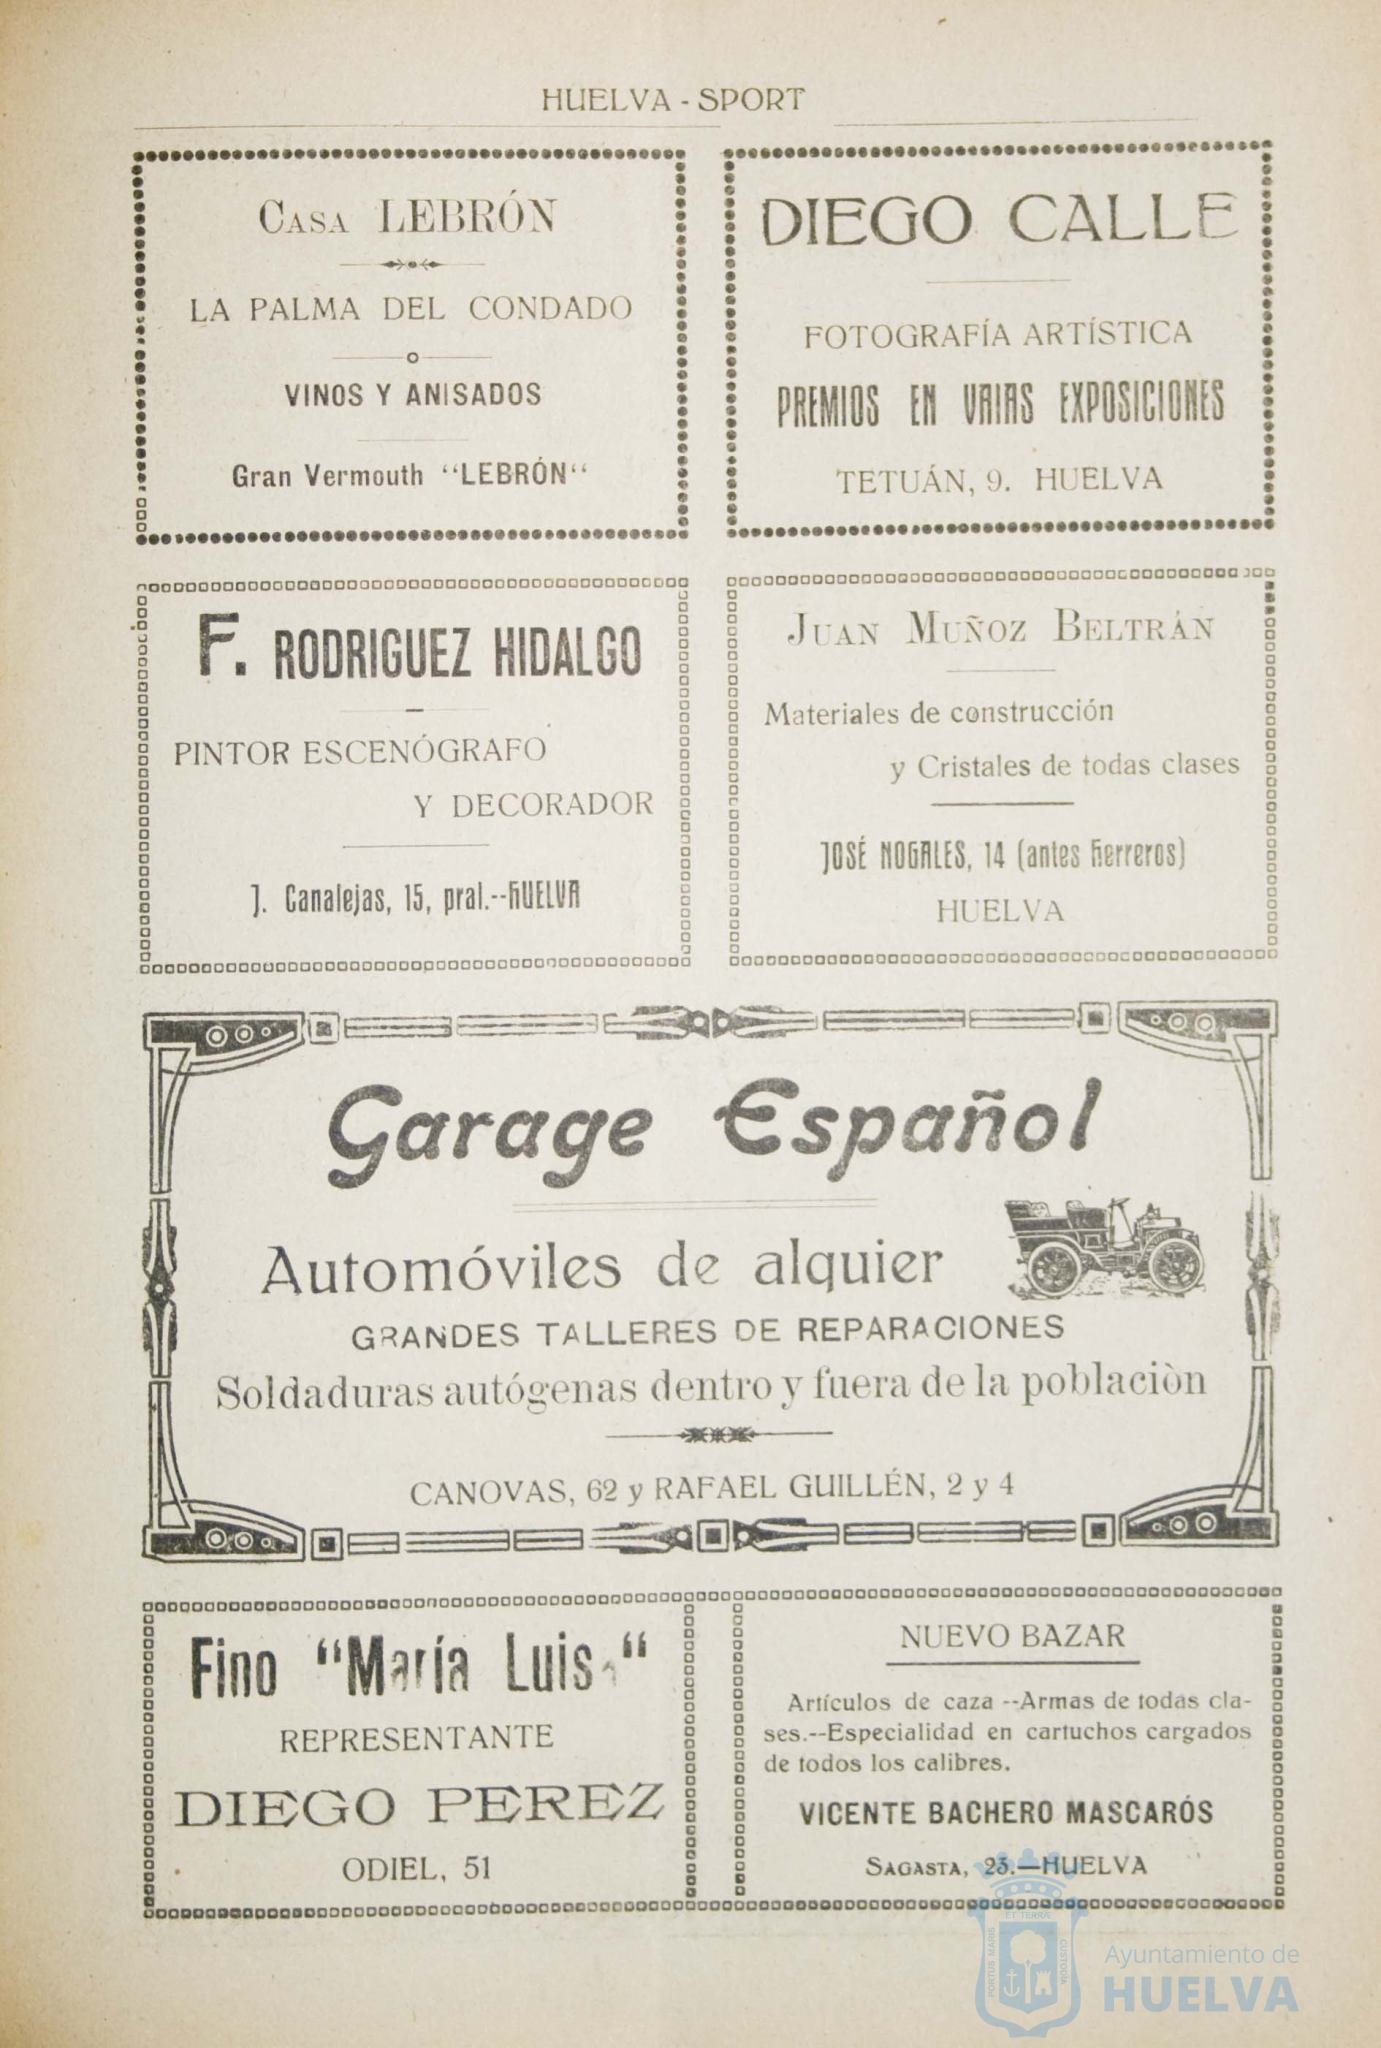 HUELVA - SPORT
CASA LEBRÓN
LA PALMA DEL CONDADO
VINOS Y ANISADOS
Gran Vermouth “LEBRÓN“
DIEGO CALLE
FOTOGRAFÍA ARTÍSTICA
PREMIOS EN VAIAS EXPOSICIONES
TETUÁN, 9. HUELVA
F. RODRIGUEZ HIDALGO
PINTOR ESCENÓGRAFO
Y DECORADOR
J. Canalejas, 15, pral.--HUELVA
JUAN MUÑOZ BELTRÁN
Materiales de construcción
y Cristales de todas clases
JOSÉ NOGALES, 14 (antes Herreros)
HUELVA
Garage Español
Automóviles de alquier
GRANDES TALLERES DE REPARACIONES
Soldaduras autógenas dentro y fuera de la poblaciòn
CANOVAS, 62 y RAFAEL GUILLÉN, 2 y 4
Fino “María Luisa“
REPRESENTANTE
DIEGO PEREZ
ODIEL, 51
NUEVO BAZAR
Artículos de caza --Armas de todas cla-
ses.--Especialidad en cartuchos cargados
de todos los calibres.
VICENTE BACHERO MASCARÓS
SAGASTA, 23.—HUELVA
PORTUS MARIS
ET TERRA
CUSTODIA
Ayuntamiento de
HUELVA